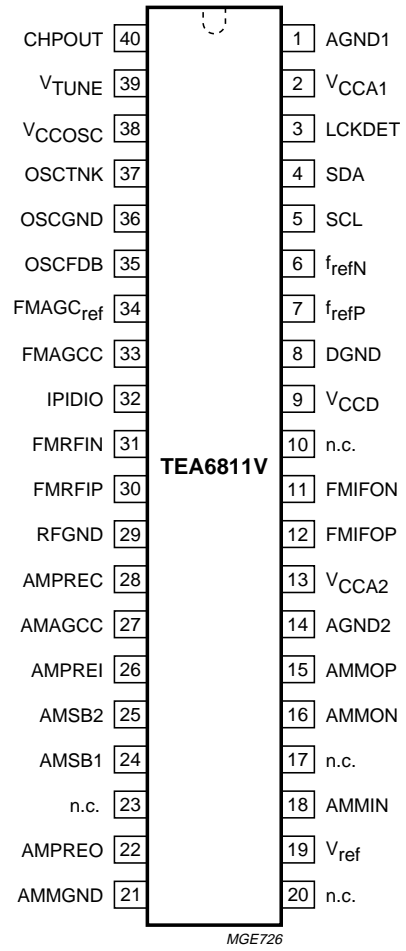 CHPOUT 40 1 AGND1
VTUNE 39 2 VCCA1
VCCOSC 38 3 LCKDET
OSCTNK 37 4 SDA
OSCGND 36 5 SCL
OSCFDB 35 6 frefN
FMAGCref 34 7 frefP
FMAGCC 33 8 DGND
IPIDIO 32 9 VCCD
FMRFIN 31 10 n.c.
TEA6811V
FMRFIP 30 11 FMIFON
RFGND 29 12 FMIFOP
AMPREC 28 13 VCCA2
AMAGCC 27 14 AGND2
AMPREI 26 15 AMMOP
AMSB2 25 16 AMMON
AMSB1 24 17 n.c.
n.c. 23 18 AMMIN
AMPREO 22 19 Vref
AMMGND 21 20 n.c.
MGE726